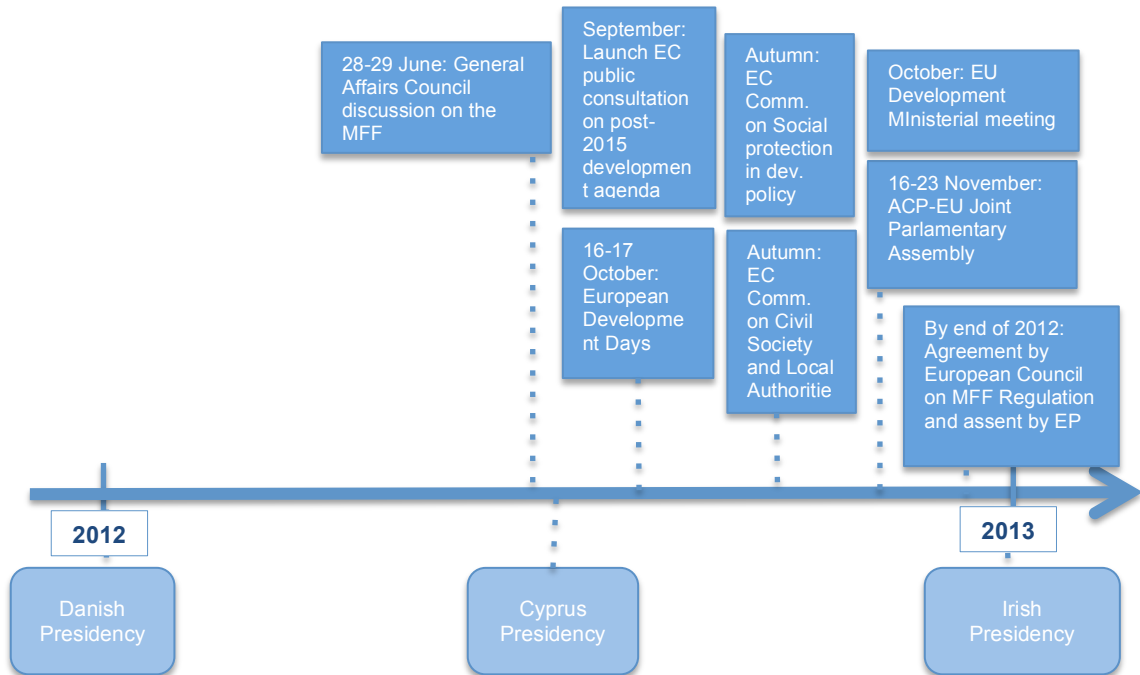 28-29 June: General
Affairs Council
discussion on the
MFF
September:
Launch EC
public
consultation
on post-
2015
developmen
t agenda
16-17
October:
European
Developme
nt Days
Autumn:
EC
Comm.
on Social
protection
in dev.
policy
Autumn:
EC
Comm.
on Civil
Society
and Local
Authoritie
October: EU
Development
MInisterial meeting
16-23 November:
ACP-EU Joint
Parlamentary
Assembly
By end of 2012:
Agreement by
European Council
on MFF Regulation
and assent by EP
2012
2013
Danish
Presidency
Cyprus
Presidency
Irish
Presidency